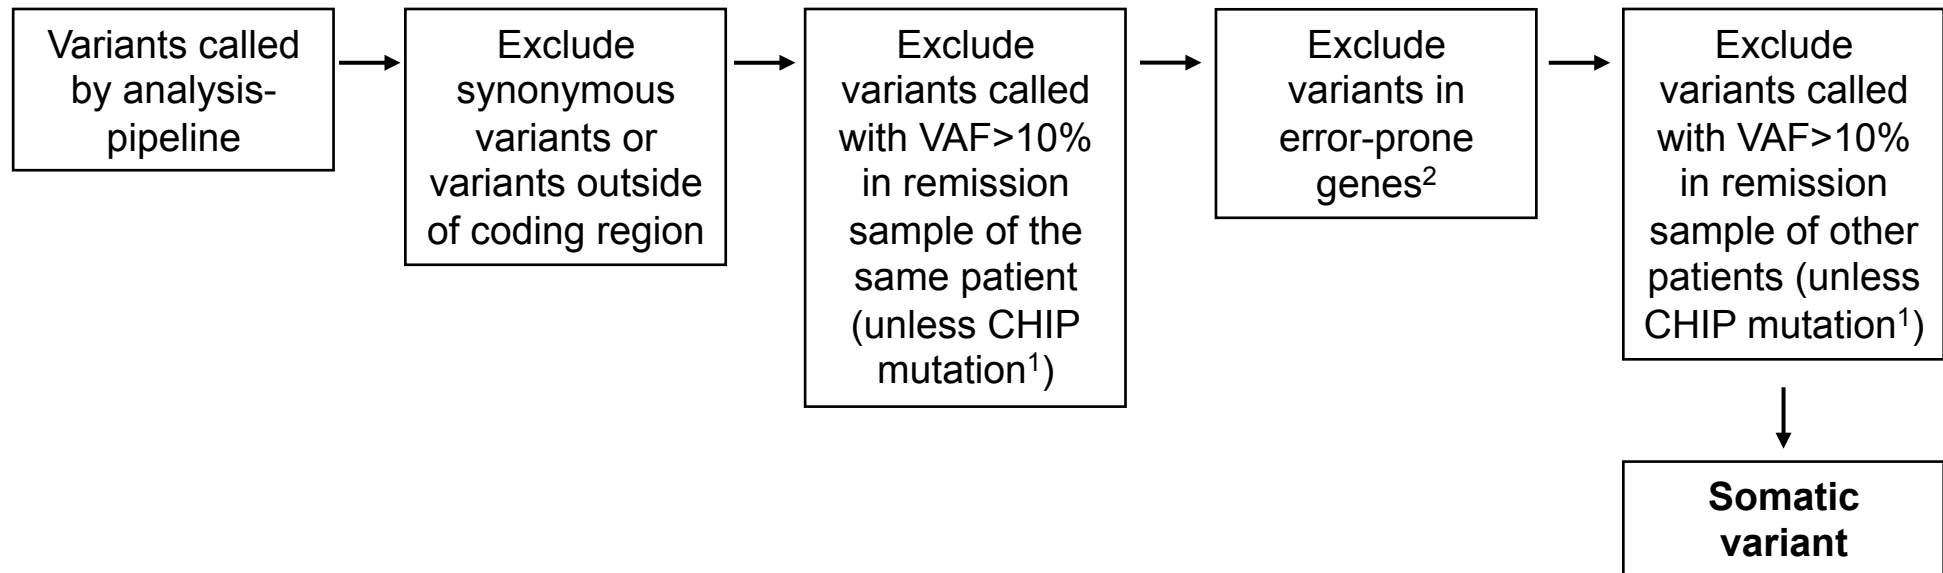 Variants called
by analysis-
pipeline
Exclude
synonymous
variants or
variants outside
of coding region
Exclude
variants called
with VAF>10%
in remission
sample of the
same patient
(unless CHIP
mutation¹)
Exclude
variants in
error-prone
genes²
Exclude
variants called
with VAF>10%
in remission
sample of other
patients (unless
CHIP mutation¹)
Somatic
variant